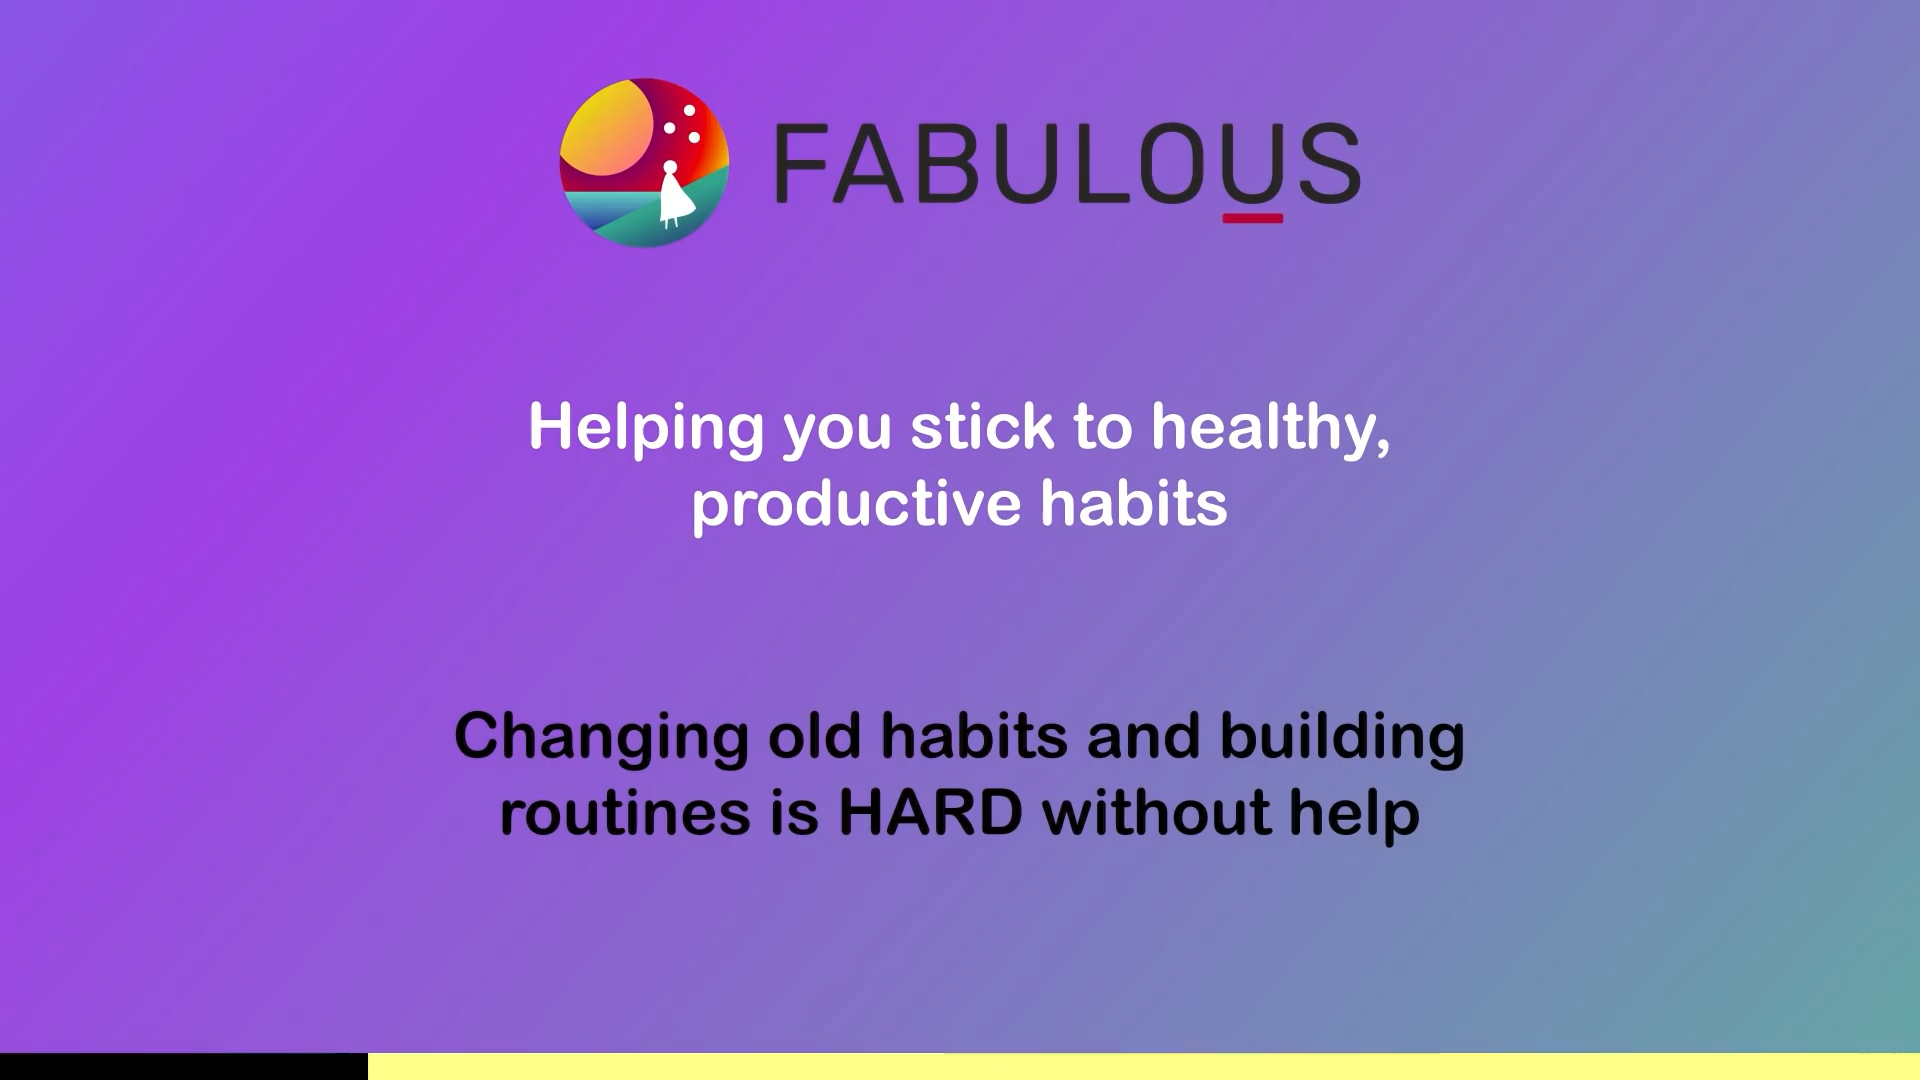 FABULOUS
Helping you stick to healthy,
productive habits
Changing old habits and building
routines is HARD without help